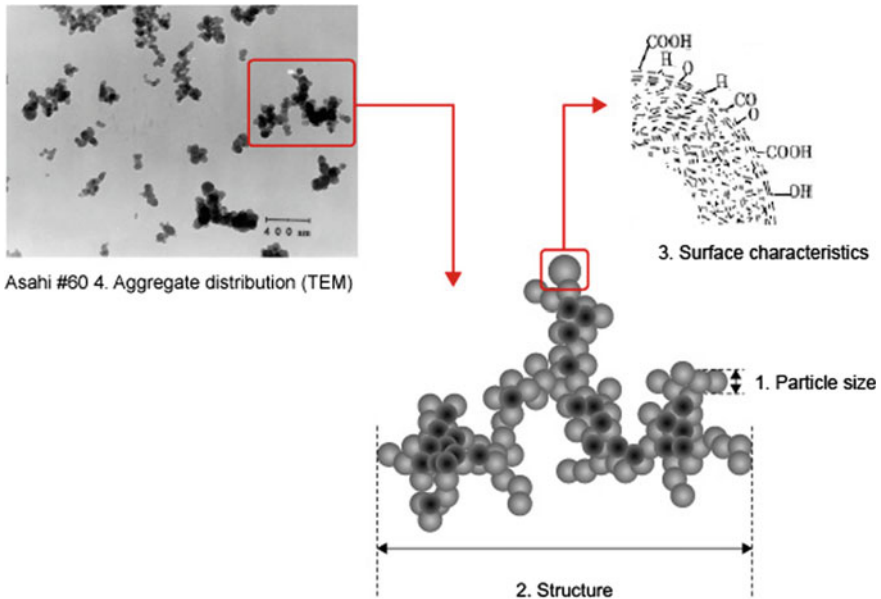 400 nm
Asahi #60 4. Aggregate distribution (TEM)
COOH
H
O
H
CO
O
COOH
OH
3. Surface characteristics
1. Particle size
2. Structure